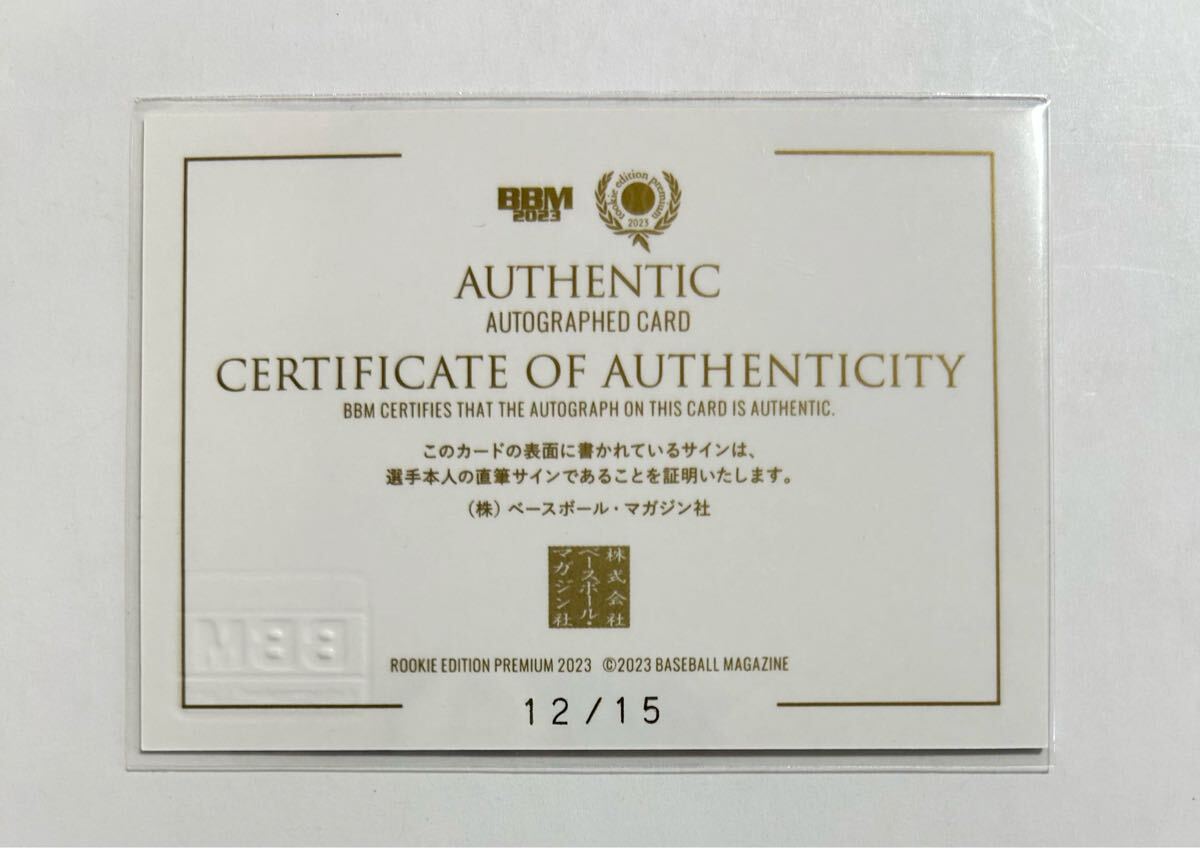 BBM
2023
rookie edition premium
2023
AUTHENTIC
AUTOGRAPHED CARD
CERTIFICATE OF AUTHENTICITY
BBM CERTIFIES THAT THE AUTOGRAPH ON THIS CARD IS AUTHENTIC.
このカードの表面に書かれているサインは、
選手本人の直筆サインであることを証明いたします。
（株）ベースボール・マガジン社
株式会社
ベースボール・
マガジン社
BBM
ROOKIE EDITION PREMIUM 2023 ©2023 BASEBALL MAGAZINE
12/15